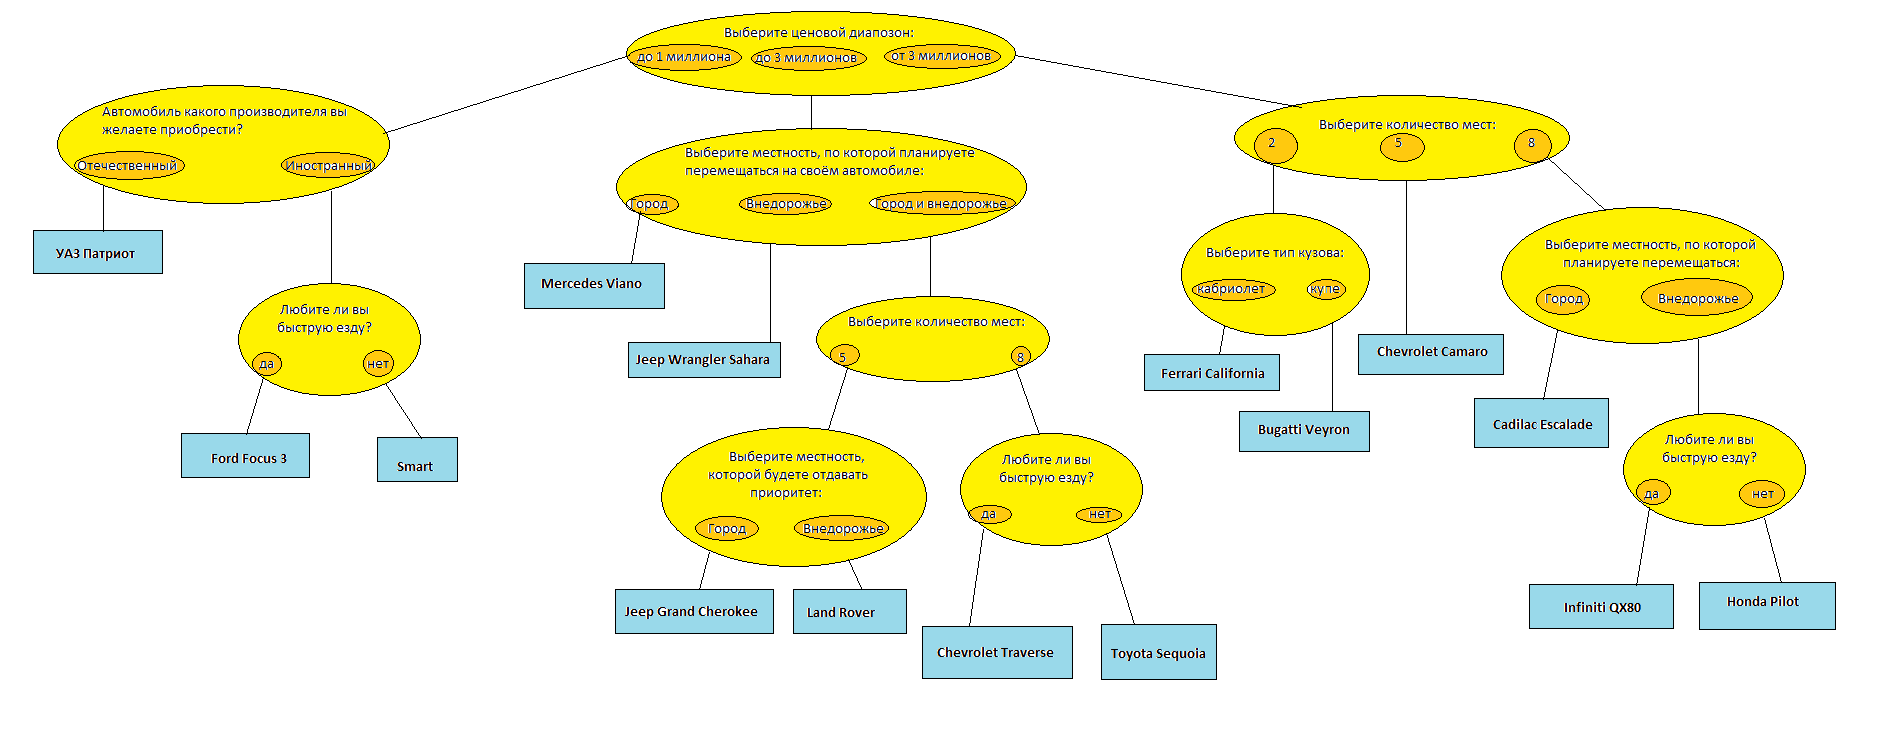 Выберите ценовой диапозон:
до 1 миллиона
до 3 миллионов
от 3 миллионов
Автомобиль какого производителя вы
желаете приобрести?
Отечественный
Иностранный
УАЗ Патриот
Любите ли вы
быструю езду?
да
нет
Ford Focus 3
Smart
Выберите местность, по которой планируете
перемещаться на своём автомобиле:
Город
Внедорожье
Город и внедорожье
Mercedes Viano
Jeep Wrangler Sahara
Выберите количество мест:
5
8
Выберите местность,
которой будете отдавать
приоритет:
Город
Внедорожье
Jeep Grand Cherokee
Land Rover
Любите ли вы
быструю езду?
да
нет
Chevrolet Traverse
Toyota Sequoia
Выберите количество мест:
2
5
8
Выберите тип кузова:
кабриолет
купе
Ferrari California
Bugatti Veyron
Chevrolet Camaro
Выберите местность, по которой
планируете перемещаться:
Город
Внедорожье
Cadilac Escalade
Любите ли вы
быструю езду?
да
нет
Infiniti QX80
Honda Pilot